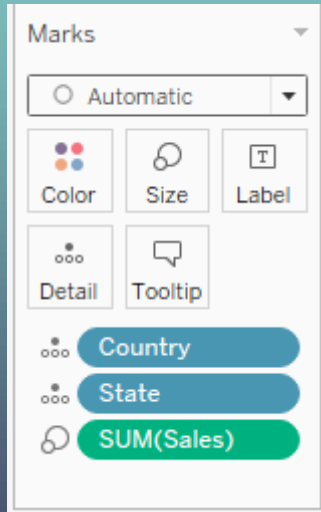 Marks
Automatic
Color Size Label
Detail Tooltip
Country
State
SUM(Sales)